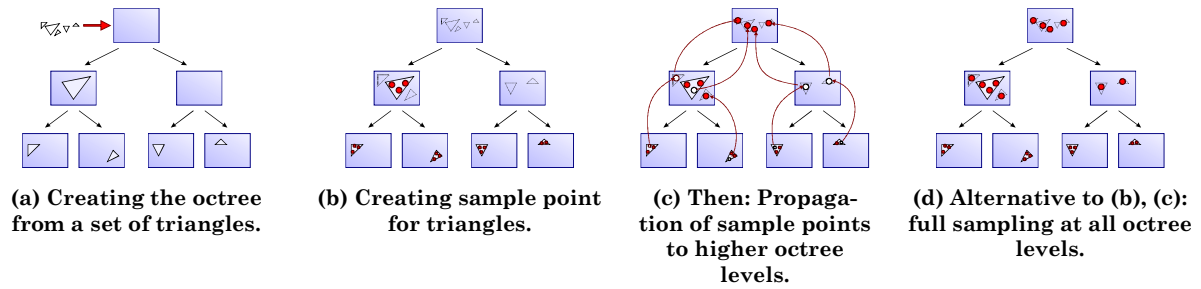 (a) Creating the octree
from a set of triangles.
(b) Creating sample point
for triangles.
(c) Then: Propaga-
tion of sample points
to higher octree
levels.
(d) Alternative to (b), (c):
full sampling at all octree
levels.